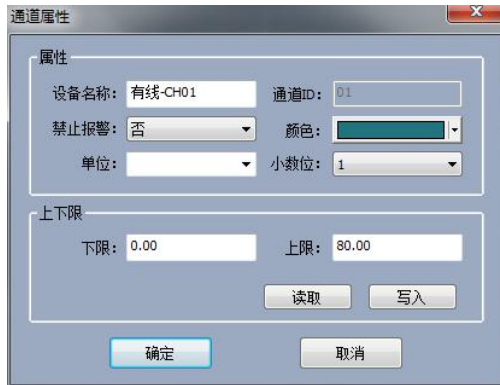 通道属性
属性
设备名称: 有线-CH01 通道ID: 01
禁止报警: 否 颜色:
单位: 小数位: 1
上下限
下限: 0.00 上限: 80.00
读取 写入
确定 取消